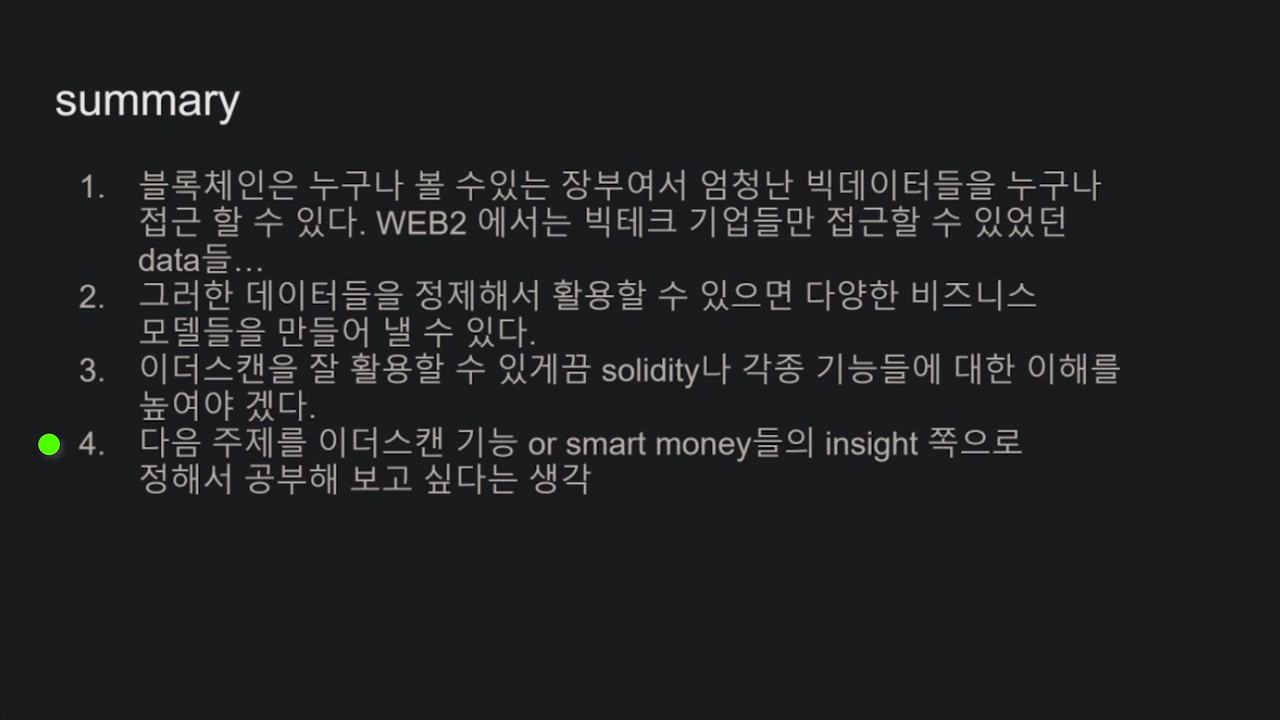 summary
1. 블록체인은 누구나 볼 수있는 장부여서 엄청난 빅데이터들을 누구나
접근 할 수 있다. WEB2 에서는 빅테크 기업들만 접근할 수 있었던
data들...
2. 그러한 데이터들을 정제해서 활용할 수 있으면 다양한 비즈니스
모델들을 만들어 낼 수 있다.
3. 이더스캔을 잘 활용할 수 있게끔 solidity나 각종 기능들에 대한 이해를
높여야 겠다.
4. 다음 주제를 이더스캔 기능 or smart money들의 insight 쪽으로
정해서 공부해 보고 싶다는 생각